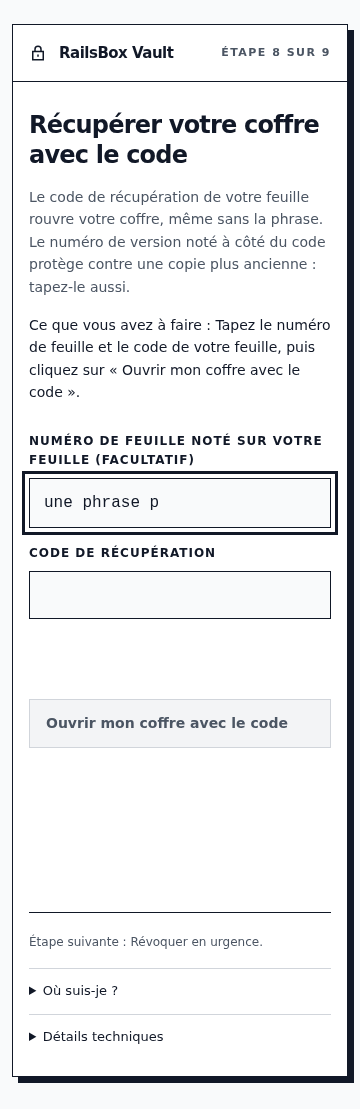 RailsBox Vault
ÉTAPE 8 SUR 9
Récupérer votre coffre
avec le code
Le code de récupération de votre feuille
rouvre votre coffre, même sans la phrase.
Le numéro de version noté à côté du code
protège contre une copie plus ancienne :
tapez-le aussi.
Ce que vous avez à faire : Tapez le numéro
de feuille et le code de votre feuille, puis
cliquez sur « Ouvrir mon coffre avec le
code ».
NUMÉRO DE FEUILLE NOTÉ SUR VOTRE
FEUILLE (FACULTATIF)
une phrase p
CODE DE RÉCUPÉRATION
Ouvrir mon coffre avec le code
Étape suivante : Révoquer en urgence.
Où suis-je ?
Détails techniques